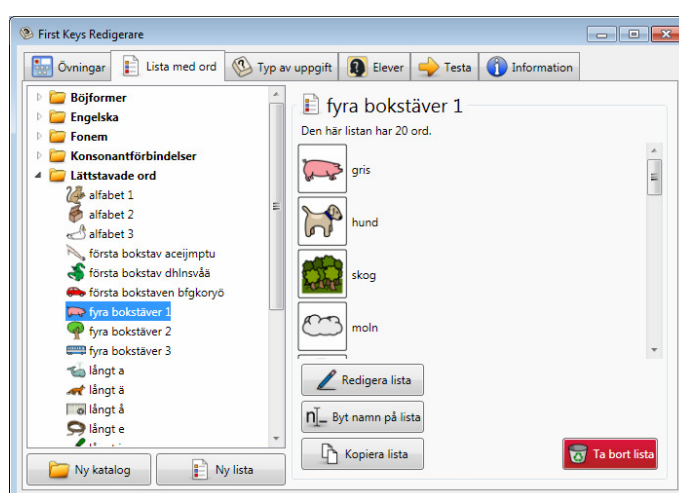 First Keys Redigerare
Övningar
Lista med ord
Typ av uppgift
Elever
Testa
Information
Böjformer
Engelska
Fonem
Konsonantförbindelser
Lättstavade ord
alfabet 1
alfabet 2
alfabet 3
första bokstav aceijmptu
första bokstav dhlnsvåä
första bokstaven bfgkoryö
fyra bokstäver 1
fyra bokstäver 2
fyra bokstäver 3
långt a
långt ä
långt å
långt e
Ny katalog
Ny lista
fyra bokstäver 1
Den här listan har 20 ord.
gris
hund
skog
moln
Redigera lista
Byt namn på lista
Kopiera lista
Ta bort lista